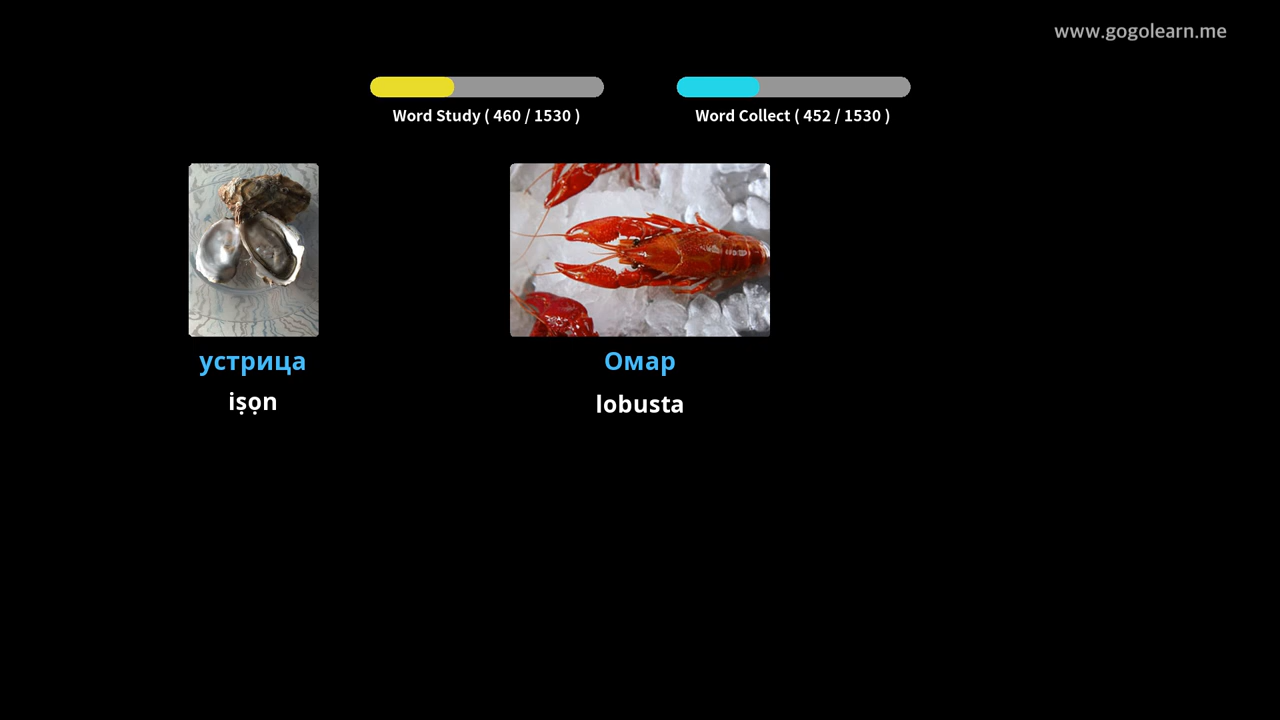 www.gogolearn.me
Word Study ( 460 / 1530 )
Word Collect ( 452 / 1530 )
устрица
iṣọn
Омар
lobusta